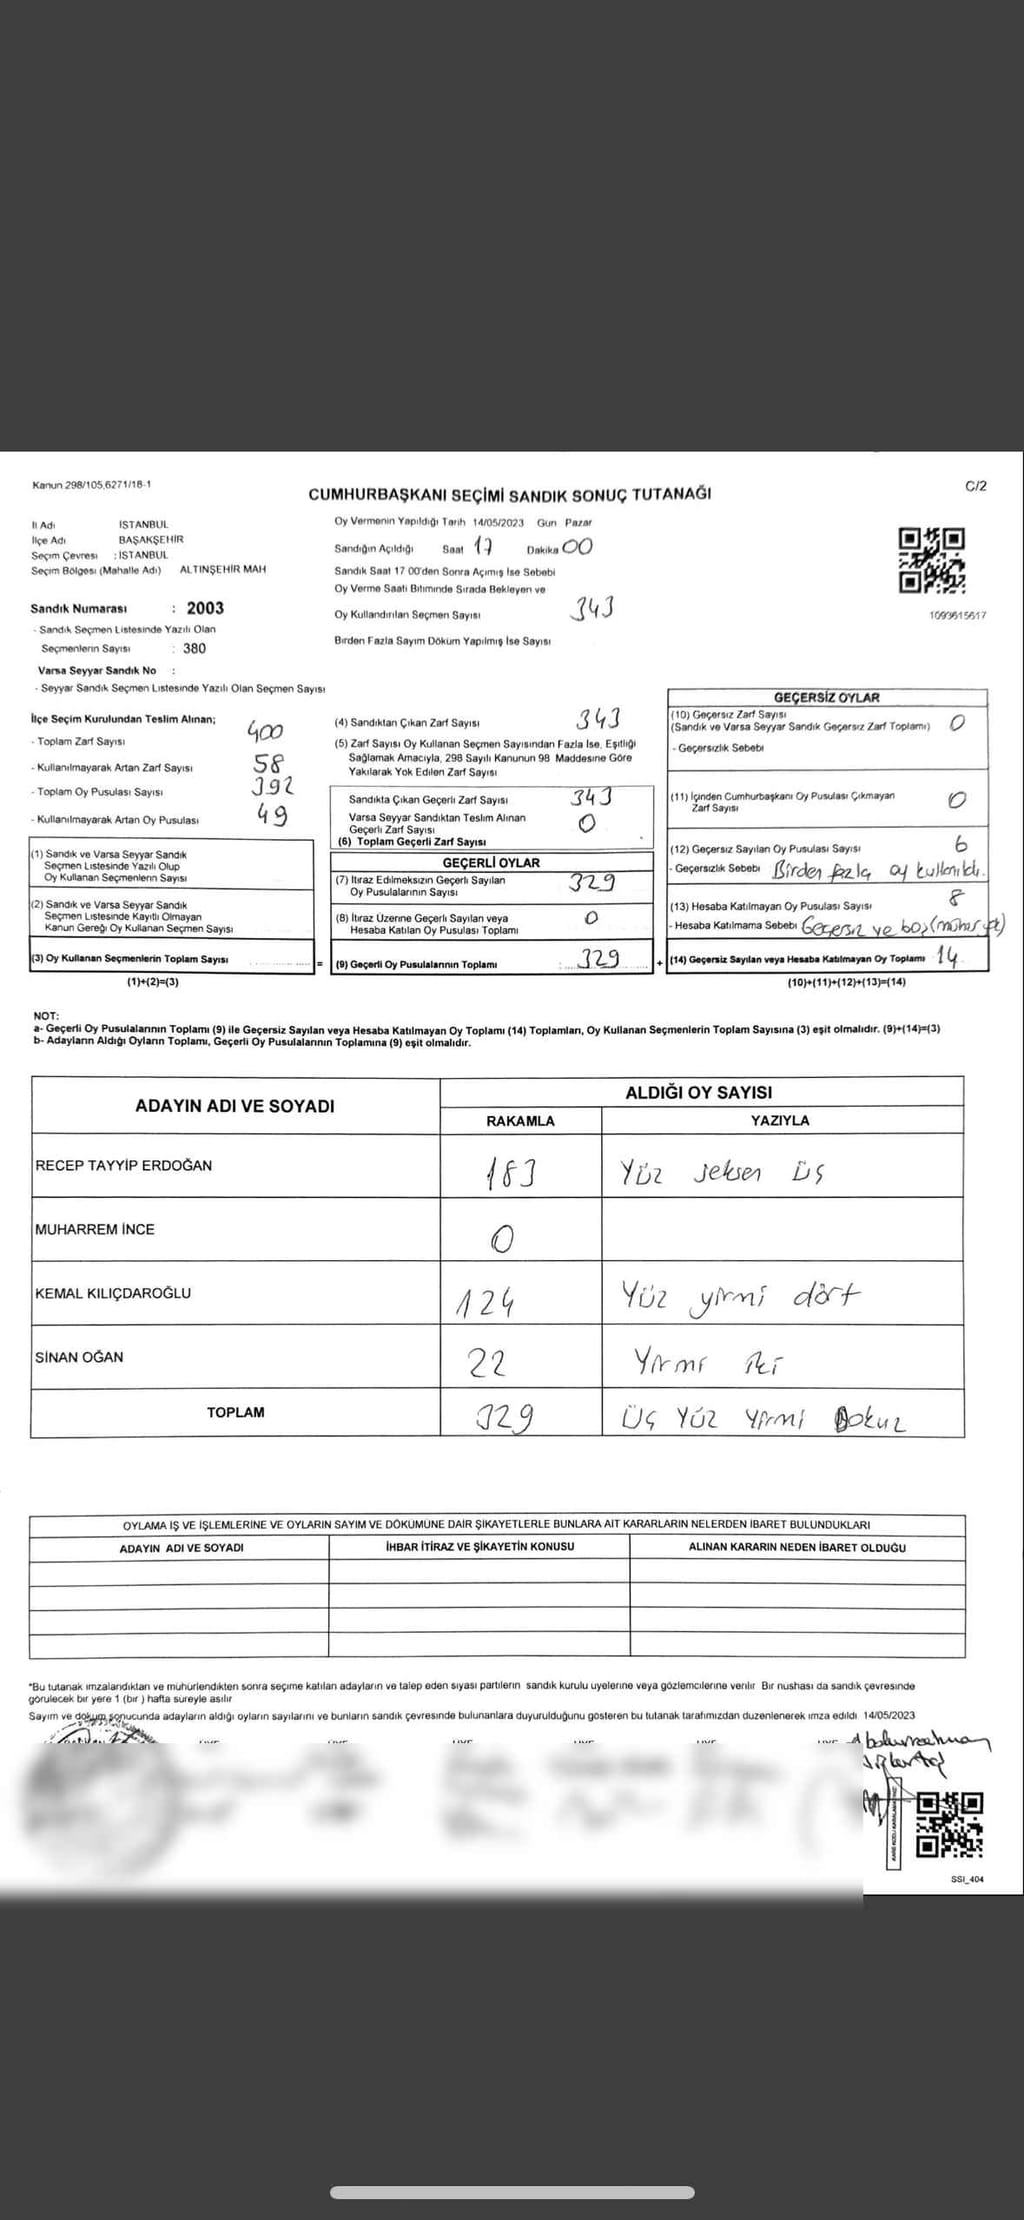 Kanun 298/105,6271/18-1
C/2
CUMHURBAŞKANI SEÇİMİ SANDIK SONUÇ TUTANAĞI
İl Adı İSTANBUL
İlçe Adı BAŞAKŞEHİR
Seçim Çevresi : İSTANBUL
Seçim Bölgesi (Mahalle Adı) ALTINŞEHİR MAH
Oy Vermenin Yapıldığı Tarih 14/05/2023 Gün Pazar
Sandığın Açıldığı Saat 17 Dakika 00
Sandık Saat 17 00'den Sonra Açılmış İse Sebebi
Oy Verme Saati Bitiminde Sırada Bekleyen ve
Oy Kullandırılan Seçmen Sayısı 343
Birden Fazla Sayım Döküm Yapılmış İse Sayısı
1093615617
Sandık Numarası : 2003
- Sandık Seçmen Listesinde Yazılı Olan
Seçmenlerin Sayısı : 380
Varsa Seyyar Sandık No :
- Seyyar Sandık Seçmen Listesinde Yazılı Olan Seçmen Sayısı
İlçe Seçim Kurulundan Teslim Alınan;
- Toplam Zarf Sayısı 400
- Kullanılmayarak Artan Zarf Sayısı 58
- Toplam Oy Pusulası Sayısı 392
- Kullanılmayarak Artan Oy Pusulası 49
(1) Sandık ve Varsa Seyyar Sandık
Seçmen Listesinde Yazılı Olup
Oy Kullanan Seçmenlerin Sayısı
(2) Sandık ve Varsa Seyyar Sandık
Seçmen Listesinde Kayıtlı Olmayan
Kanun Gereği Oy Kullanan Seçmen Sayısı
(3) Oy Kullanan Seçmenlerin Toplam Sayısı =
(1)+(2)=(3)
(4) Sandıktan Çıkan Zarf Sayısı 343
(5) Zarf Sayısı Oy Kullanan Seçmen Sayısından Fazla İse, Eşitliği
Sağlamak Amacıyla, 298 Sayılı Kanunun 98 Maddesine Göre
Yakılarak Yok Edilen Zarf Sayısı
Sandıkta Çıkan Geçerli Zarf Sayısı 343
Varsa Seyyar Sandıktan Teslim Alınan
Geçerli Zarf Sayısı 0
(6) Toplam Geçerli Zarf Sayısı
GEÇERLİ OYLAR
(7) İtiraz Edilmeksizin Geçerli Sayılan
Oy Pusulalarının Sayısı 329
(8) İtiraz Üzerine Geçerli Sayılan veya
Hesaba Katılan Oy Pusulası Toplamı 0
(9) Geçerli Oy Pusulalarının Toplamı : 329 +
GEÇERSİZ OYLAR
(10) Geçersiz Zarf Sayısı
(Sandık ve Varsa Seyyar Sandık Geçersiz Zarf Toplamı) 0
- Geçersizlik Sebebi
(11) İçinden Cumhurbaşkanı Oy Pusulası Çıkmayan
Zarf Sayısı 0
(12) Geçersiz Sayılan Oy Pusulası Sayısı 6
- Geçersizlik Sebebi Birden fazla oy kullanıldı.
(13) Hesaba Katılmayan Oy Pusulası Sayısı 8
- Hesaba Katılmama Sebebi Geçersiz ve boş (mühür yok)
(14) Geçersiz Sayılan veya Hesaba Katılmayan Oy Toplamı 14
(10)+(11)+(12)+(13)=(14)
NOT:
a- Geçerli Oy Pusulalarının Toplamı (9) ile Geçersiz Sayılan veya Hesaba Katılmayan Oy Toplamı (14) Toplamları, Oy Kullanan Seçmenlerin Toplam Sayısına (3) eşit olmalıdır. (9)+(14)=(3)
b- Adayların Aldığı Oyların Toplamı, Geçerli Oy Pusulalarının Toplamına (9) eşit olmalıdır.
ADAYIN ADI VE SOYADI ALDIĞI OY SAYISI
RAKAMLA YAZIYLA
RECEP TAYYİP ERDOĞAN 183 Yüz seksen üç
MUHARREM İNCE 0
KEMAL KILIÇDAROĞLU 124 Yüz yirmi dört
SİNAN OĞAN 22 Yirmi iki
TOPLAM 329 Üç Yüz Yirmi Dokuz
OYLAMA İŞ VE İŞLEMLERİNE VE OYLARIN SAYIM VE DÖKÜMÜNE DAİR ŞİKAYETLERLE BUNLARA AİT KARARLARIN NELERDEN İBARET BULUNDUKLARI
ADAYIN ADI VE SOYADI İHBAR İTİRAZ VE ŞİKAYETİN KONUSU ALINAN KARARIN NEDEN İBARET OLDUĞU
*Bu tutanak imzalandıktan ve mühürlendikten sonra seçime katılan adayların ve talep eden siyası partilerin sandık kurulu üyelerine veya gözlemcilerine verilir Bir nüshası da sandık çevresinde
görülecek bir yere 1 (bir ) hafta süreyle asılır
Sayım ve döküm sonucunda adayların aldığı oyların sayılarını ve bunların sandık çevresinde bulunanlara duyurulduğunu gösteren bu tutanak tarafımızdan düzenlenerek imza edildi 14/05/2023
SSI_404